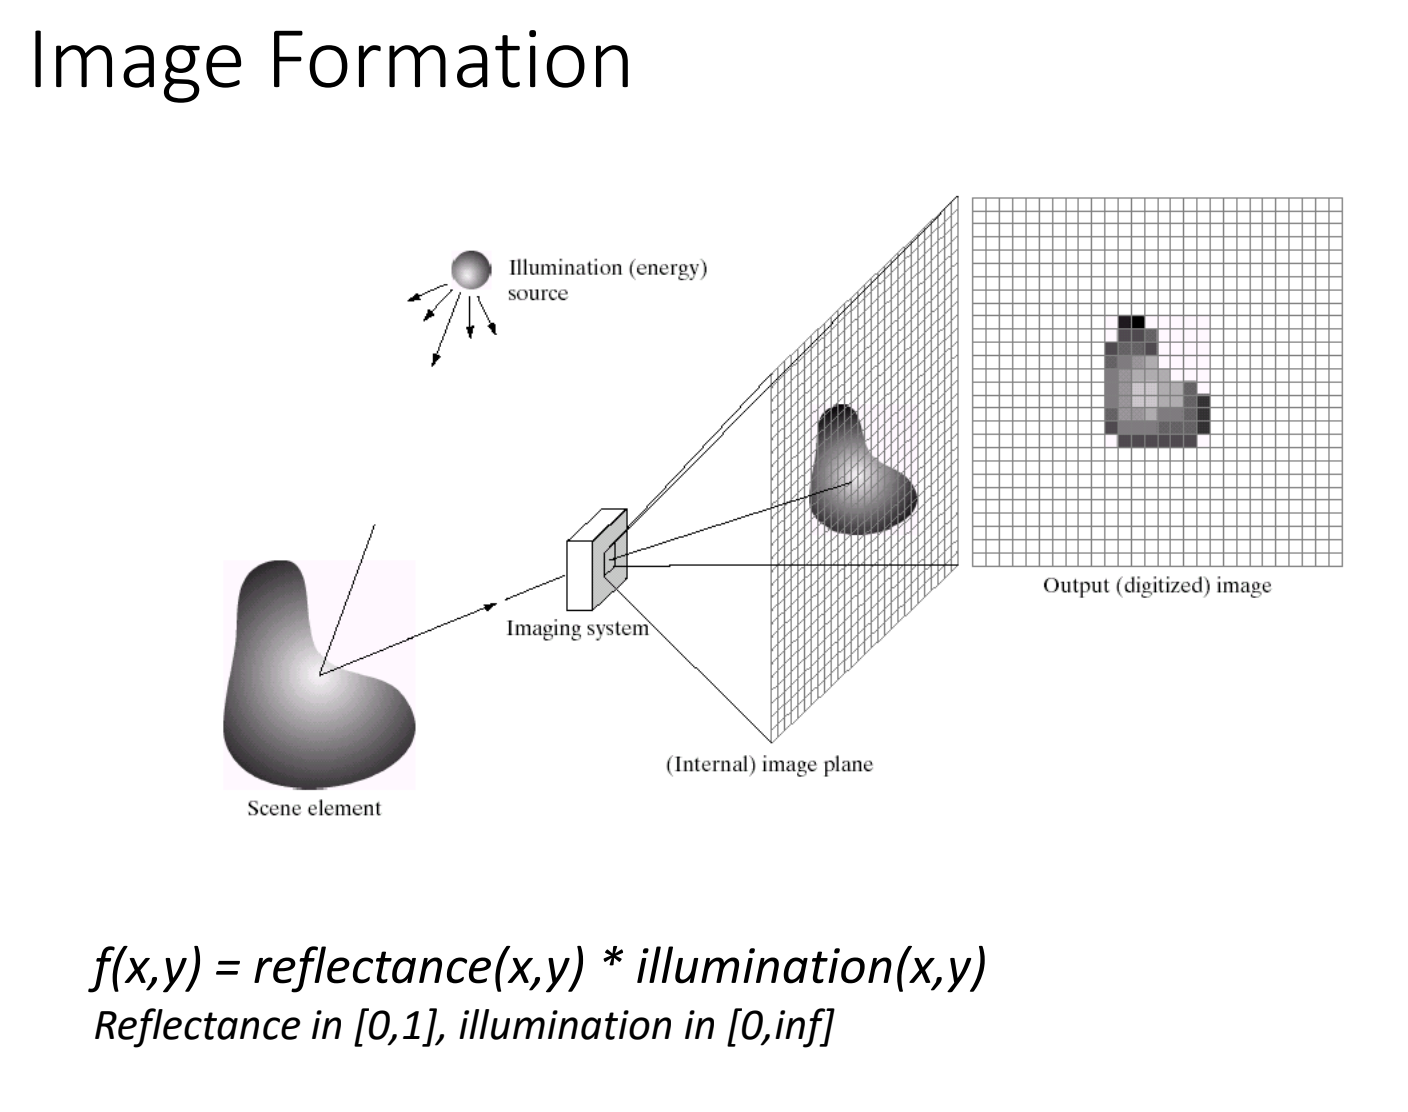 Image Formation
Illumination (energy)
source
Imaging system
Output (digitized) image
(Internal) image plane
Scene element
f(x,y) = reflectance(x,y) * illumination(x,y)
Reflectance in [0,1], illumination in [0,inf]